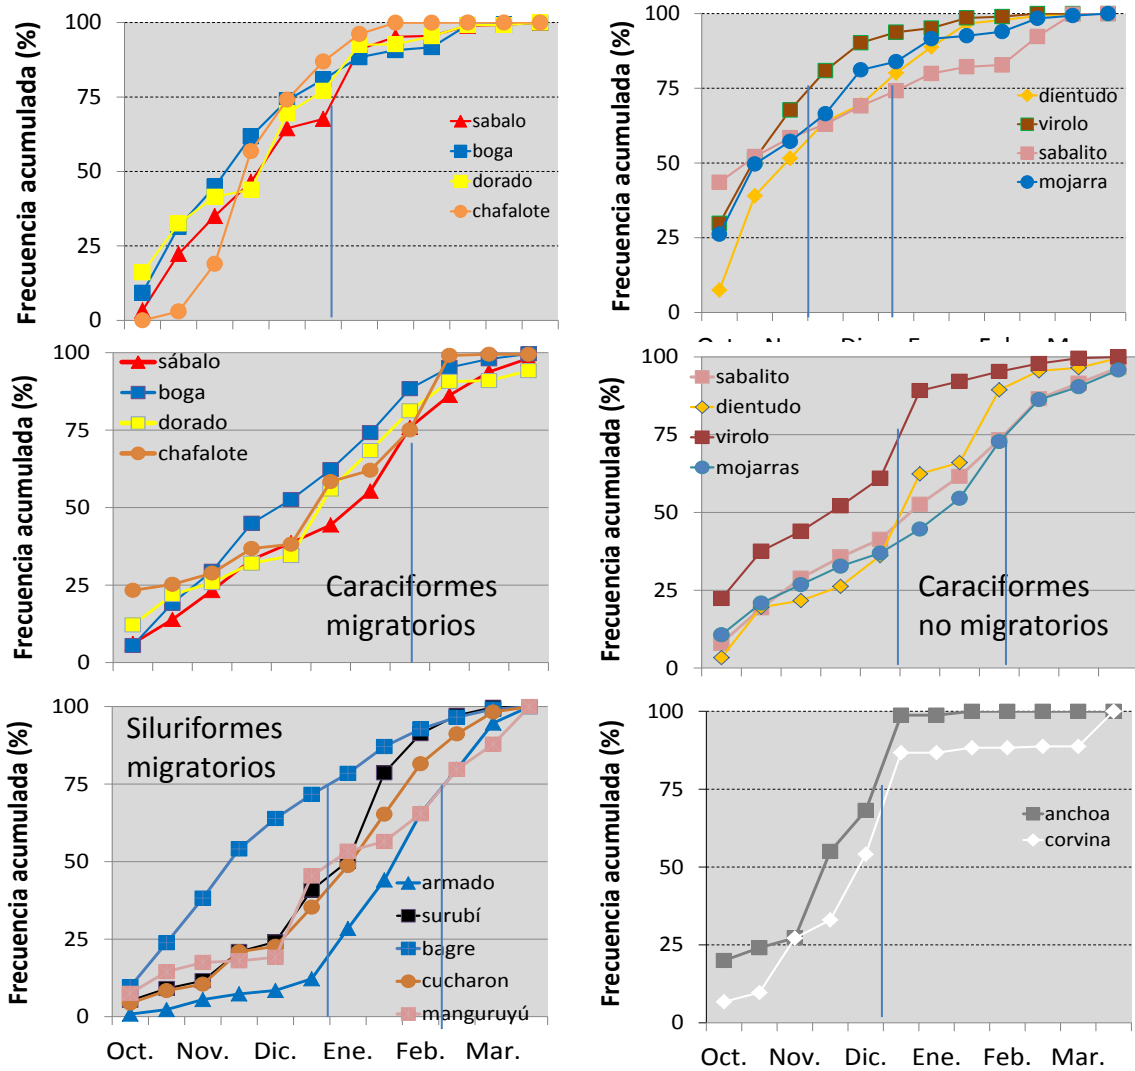 Frecuencia acumulada (%)
100
75
50
25
0
sabalo
boga
dorado
chafalote
Frecuencia acumulada (%)
100
75
50
25
0
dientudo
virolo
sabalito
mojarra
Frecuencia acumulada (%)
100
75
50
25
0
sábalo
boga
dorado
chafalote
Caraciformes
migratorios
Frecuencia acumulada (%)
100
75
50
25
0
sabalito
dientudo
virolo
mojarras
Caraciformes
no migratorios
Frecuencia acumulada (%)
100
75
50
25
0
Siluriformes
migratorios
armado
surubí
bagre
cucharon
manguruyú
Oct. Nov. Dic. Ene. Feb. Mar.
Frecuencia acumulada (%)
100
75
50
25
0
anchoa
corvina
Oct. Nov. Dic. Ene. Feb. Mar.